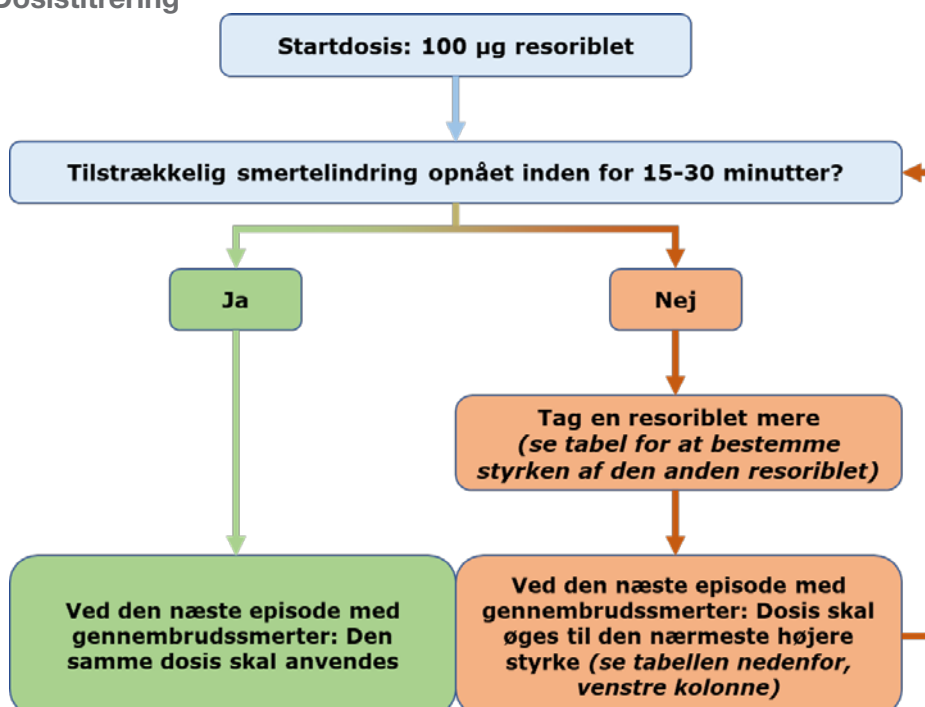 Dosistitrering
Startdosis: 100 µg resoriblet
Tilstrækkelig smertelindring opnået inden for 15-30 minutter?
Ja
Nej
Tag en resoriblet mere
(se tabel for at bestemme
styrken af den anden resoriblet)
Ved den næste episode med
gennembrudssmerter: Den
samme dosis skal anvendes
Ved den næste episode med
gennembrudssmerter: Dosis skal
øges til den nærmeste højere
styrke (se tabellen nedenfor,
venstre kolonne)